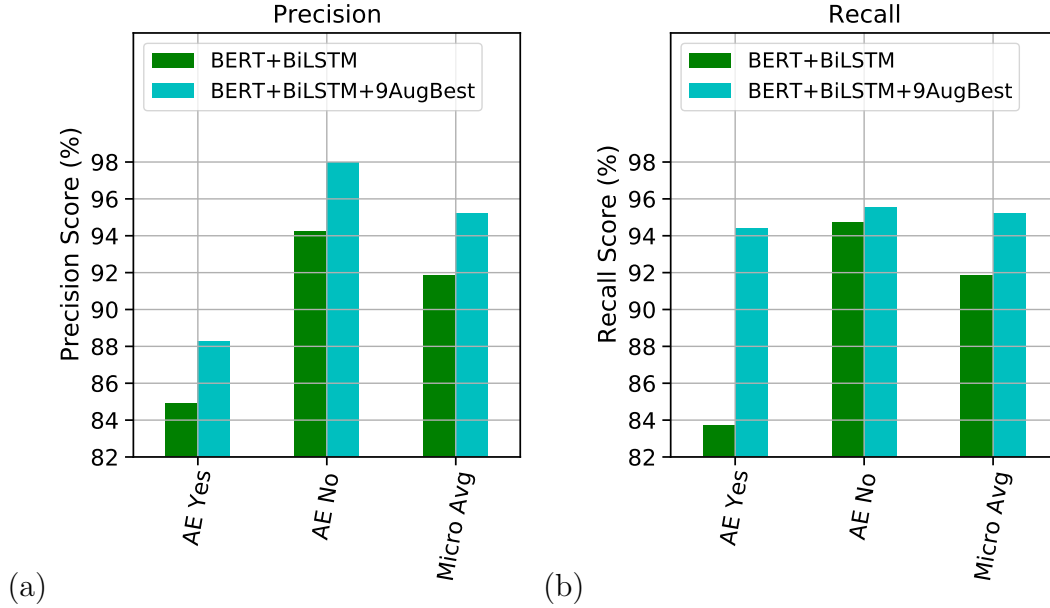 Precision
BERT+BiLSTM
BERT+BiLSTM+9AugBest
Precision Score (%)
98
96
94
92
90
88
86
84
82
AE Yes
AE No
Micro Avg
(a)
Recall
BERT+BiLSTM
BERT+BiLSTM+9AugBest
Recall Score (%)
98
96
94
92
90
88
86
84
82
AE Yes
AE No
Micro Avg
(b)